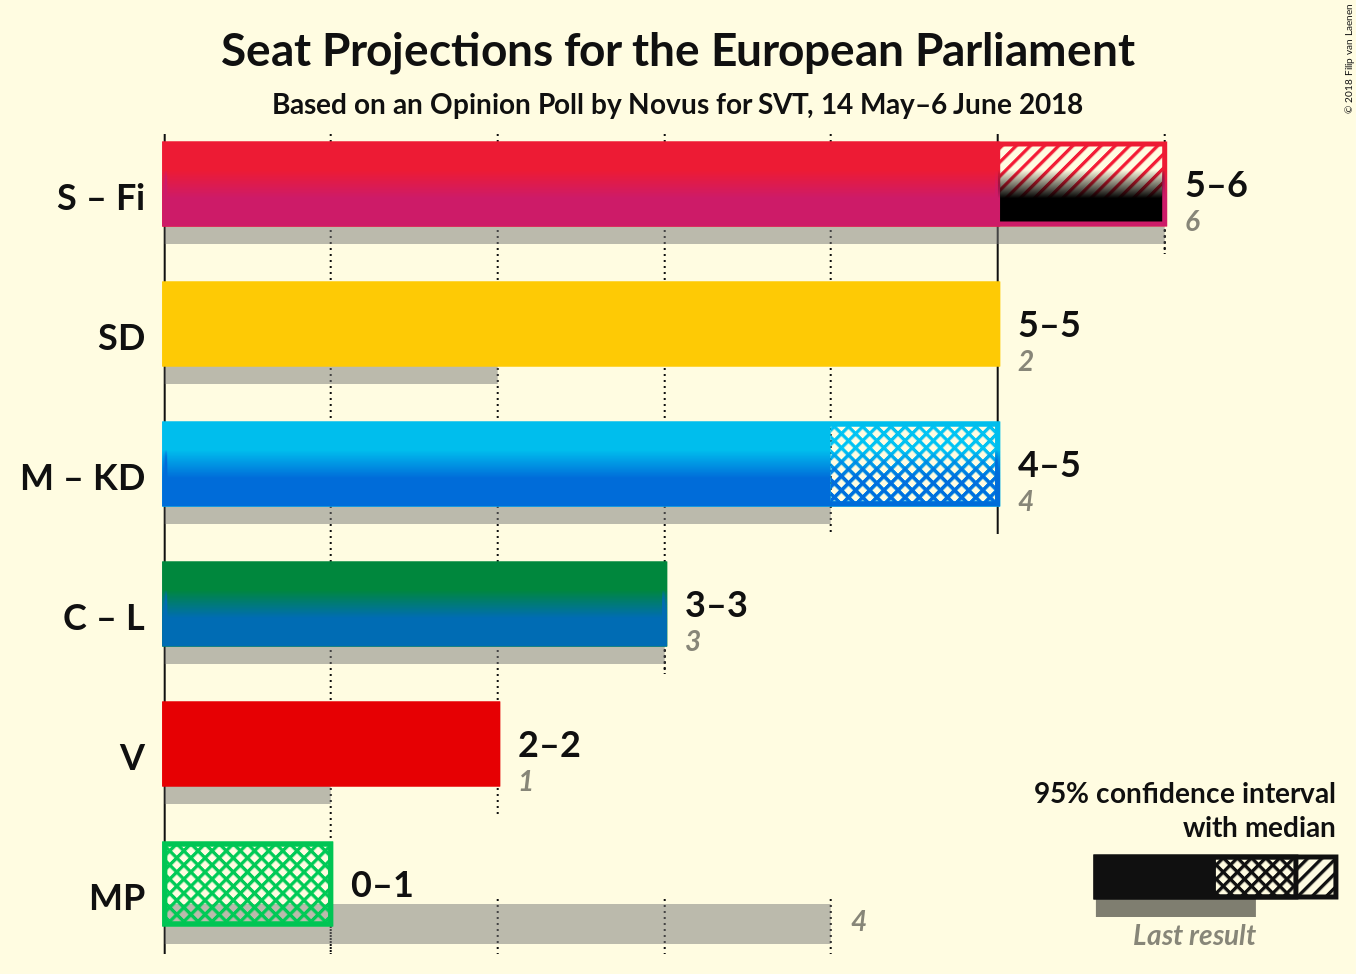 Seat Projections for the European Parliament
Based on an Opinion Poll by Novus for SVT, 14 May–6 June 2018
© 2018 Filip van Laenen
S – Fi
5–6
6
SD
5–5
2
M – KD
4–5
4
C – L
3–3
3
V
2–2
1
MP
0–1
4
95% confidence interval
with median
Last result